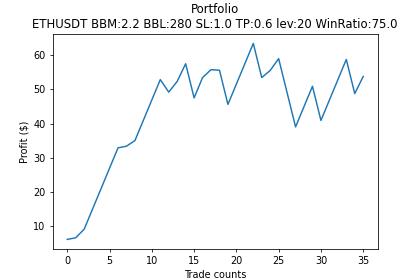 Portfolio
ETHUSDT BBM:2.2 BBL:280 SL:1.0 TP:0.6 lev:20 WinRatio:75.0
60
50
40
30
20
10
Profit ($)
0 5 10 15 20 25 30 35
Trade counts